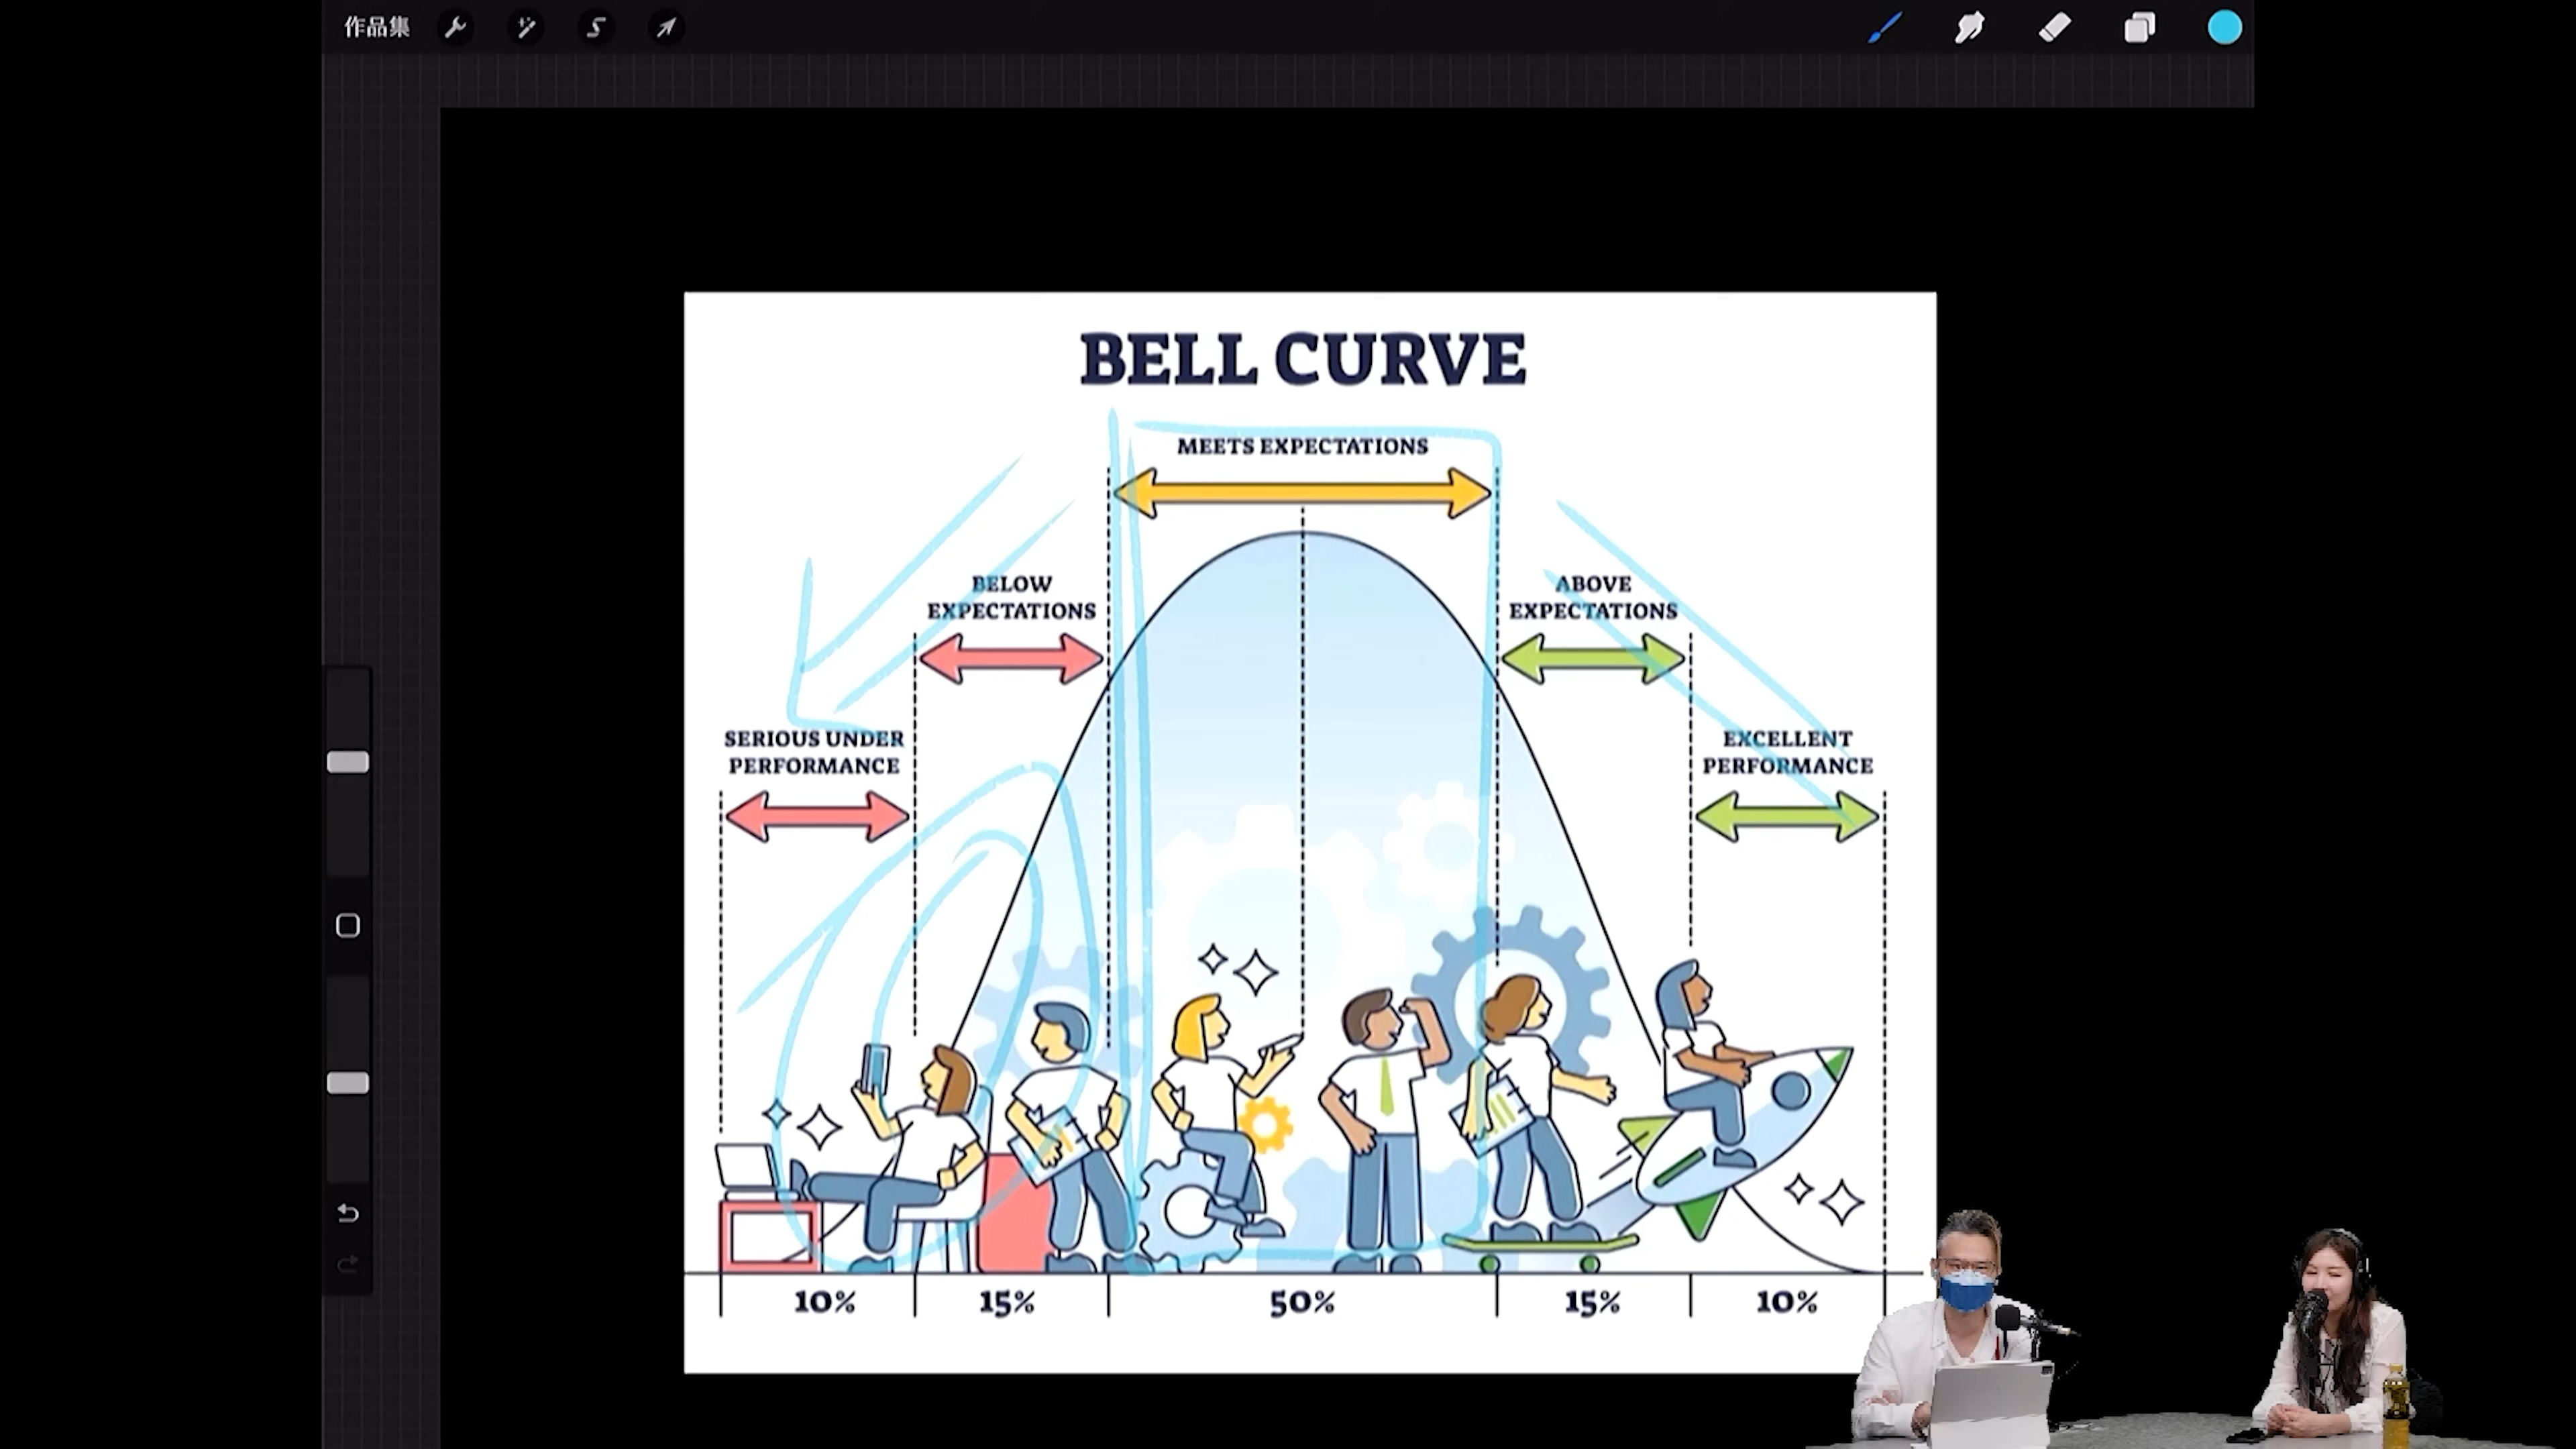 作品集
BELL CURVE
MEETS EXPECTATIONS
BELOW
EXPECTATIONS
ABOVE
EXPECTATIONS
SERIOUS UNDER
PERFORMANCE
EXCELLENT
PERFORMANCE
10%
15%
50%
15%
10%